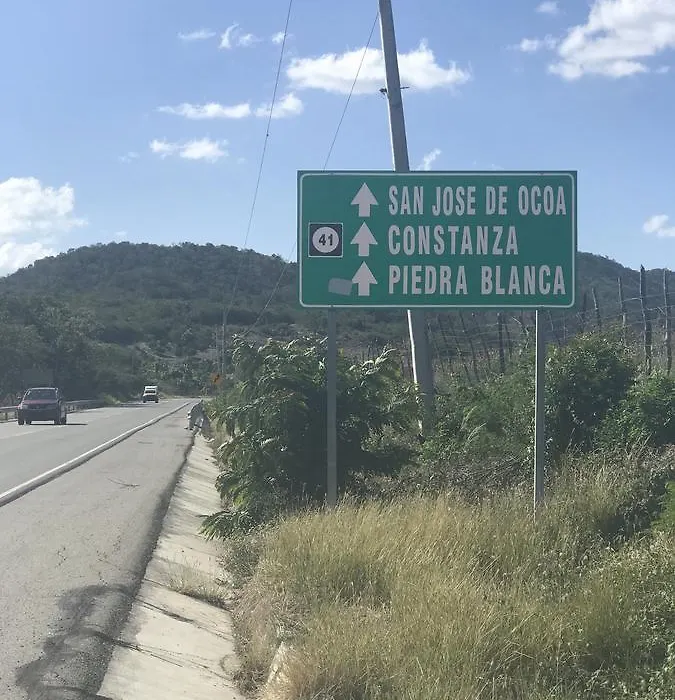 SAN JOSE DE OCOA
41 CONSTANZA
PIEDRA BLANCA